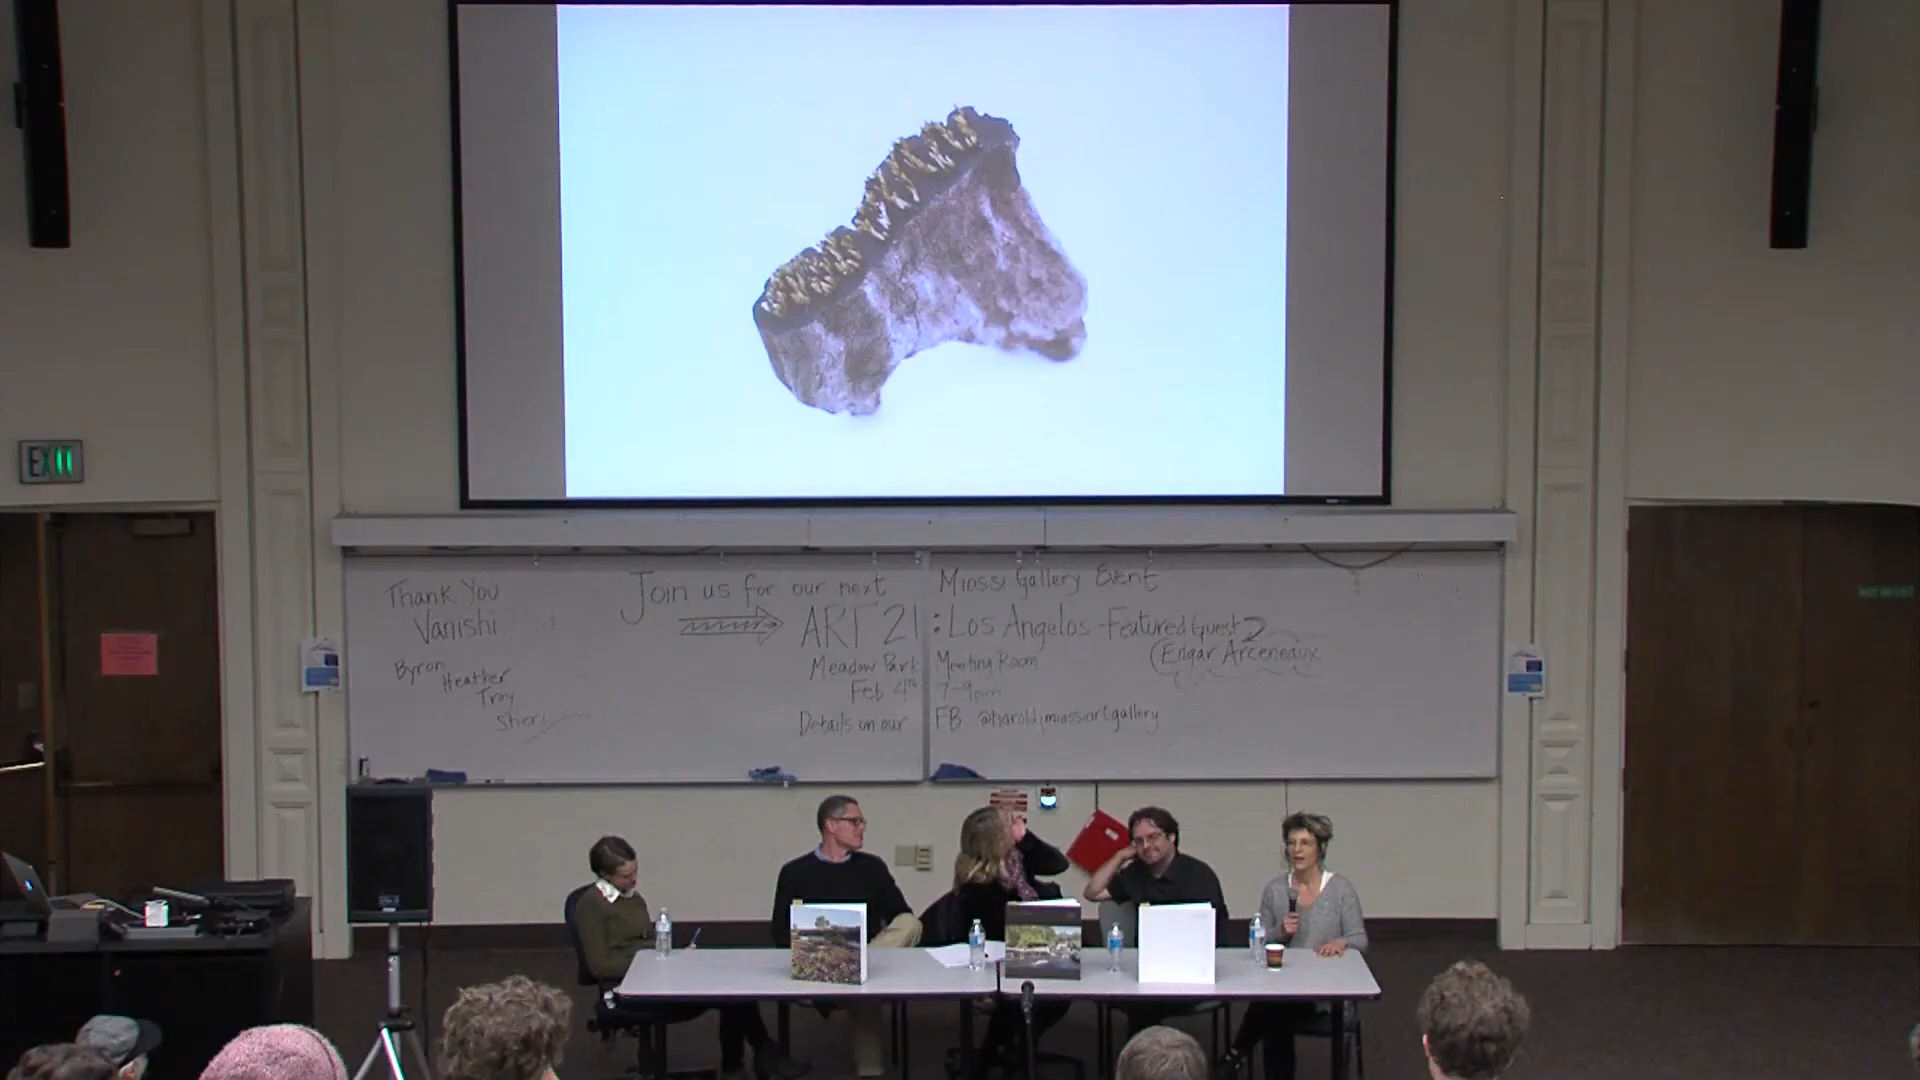 EXIT
Thank You
Vanishi
Byron
Heather
Troy
Sheri
Join us for our next Miossi Gallery Event
ART 21 : Los Angelos - Featured Guest
Edgar Arceneaux
Meadow Park Meeting Room
Feb 4th 7-9pm
Details on our FB @haroldjmiossiartgallery